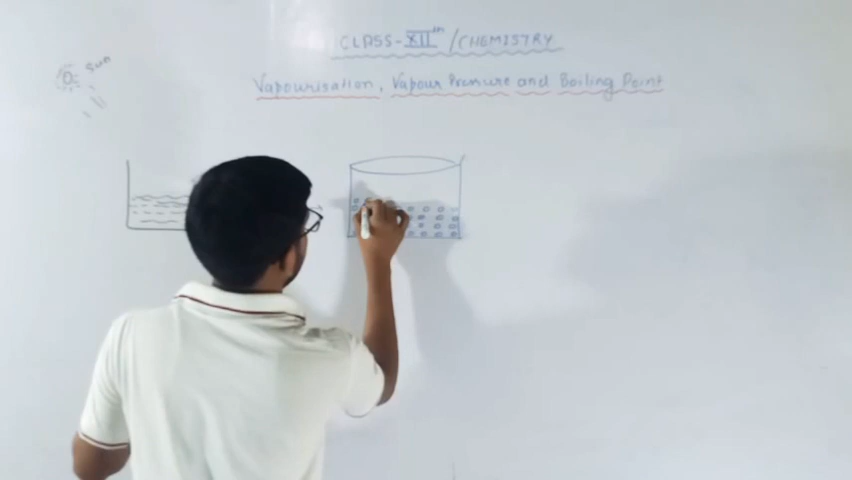 CLASS-XIIth/CHEMISTRY
Vapourisation, Vapour Pressure and Boiling Point
Sun